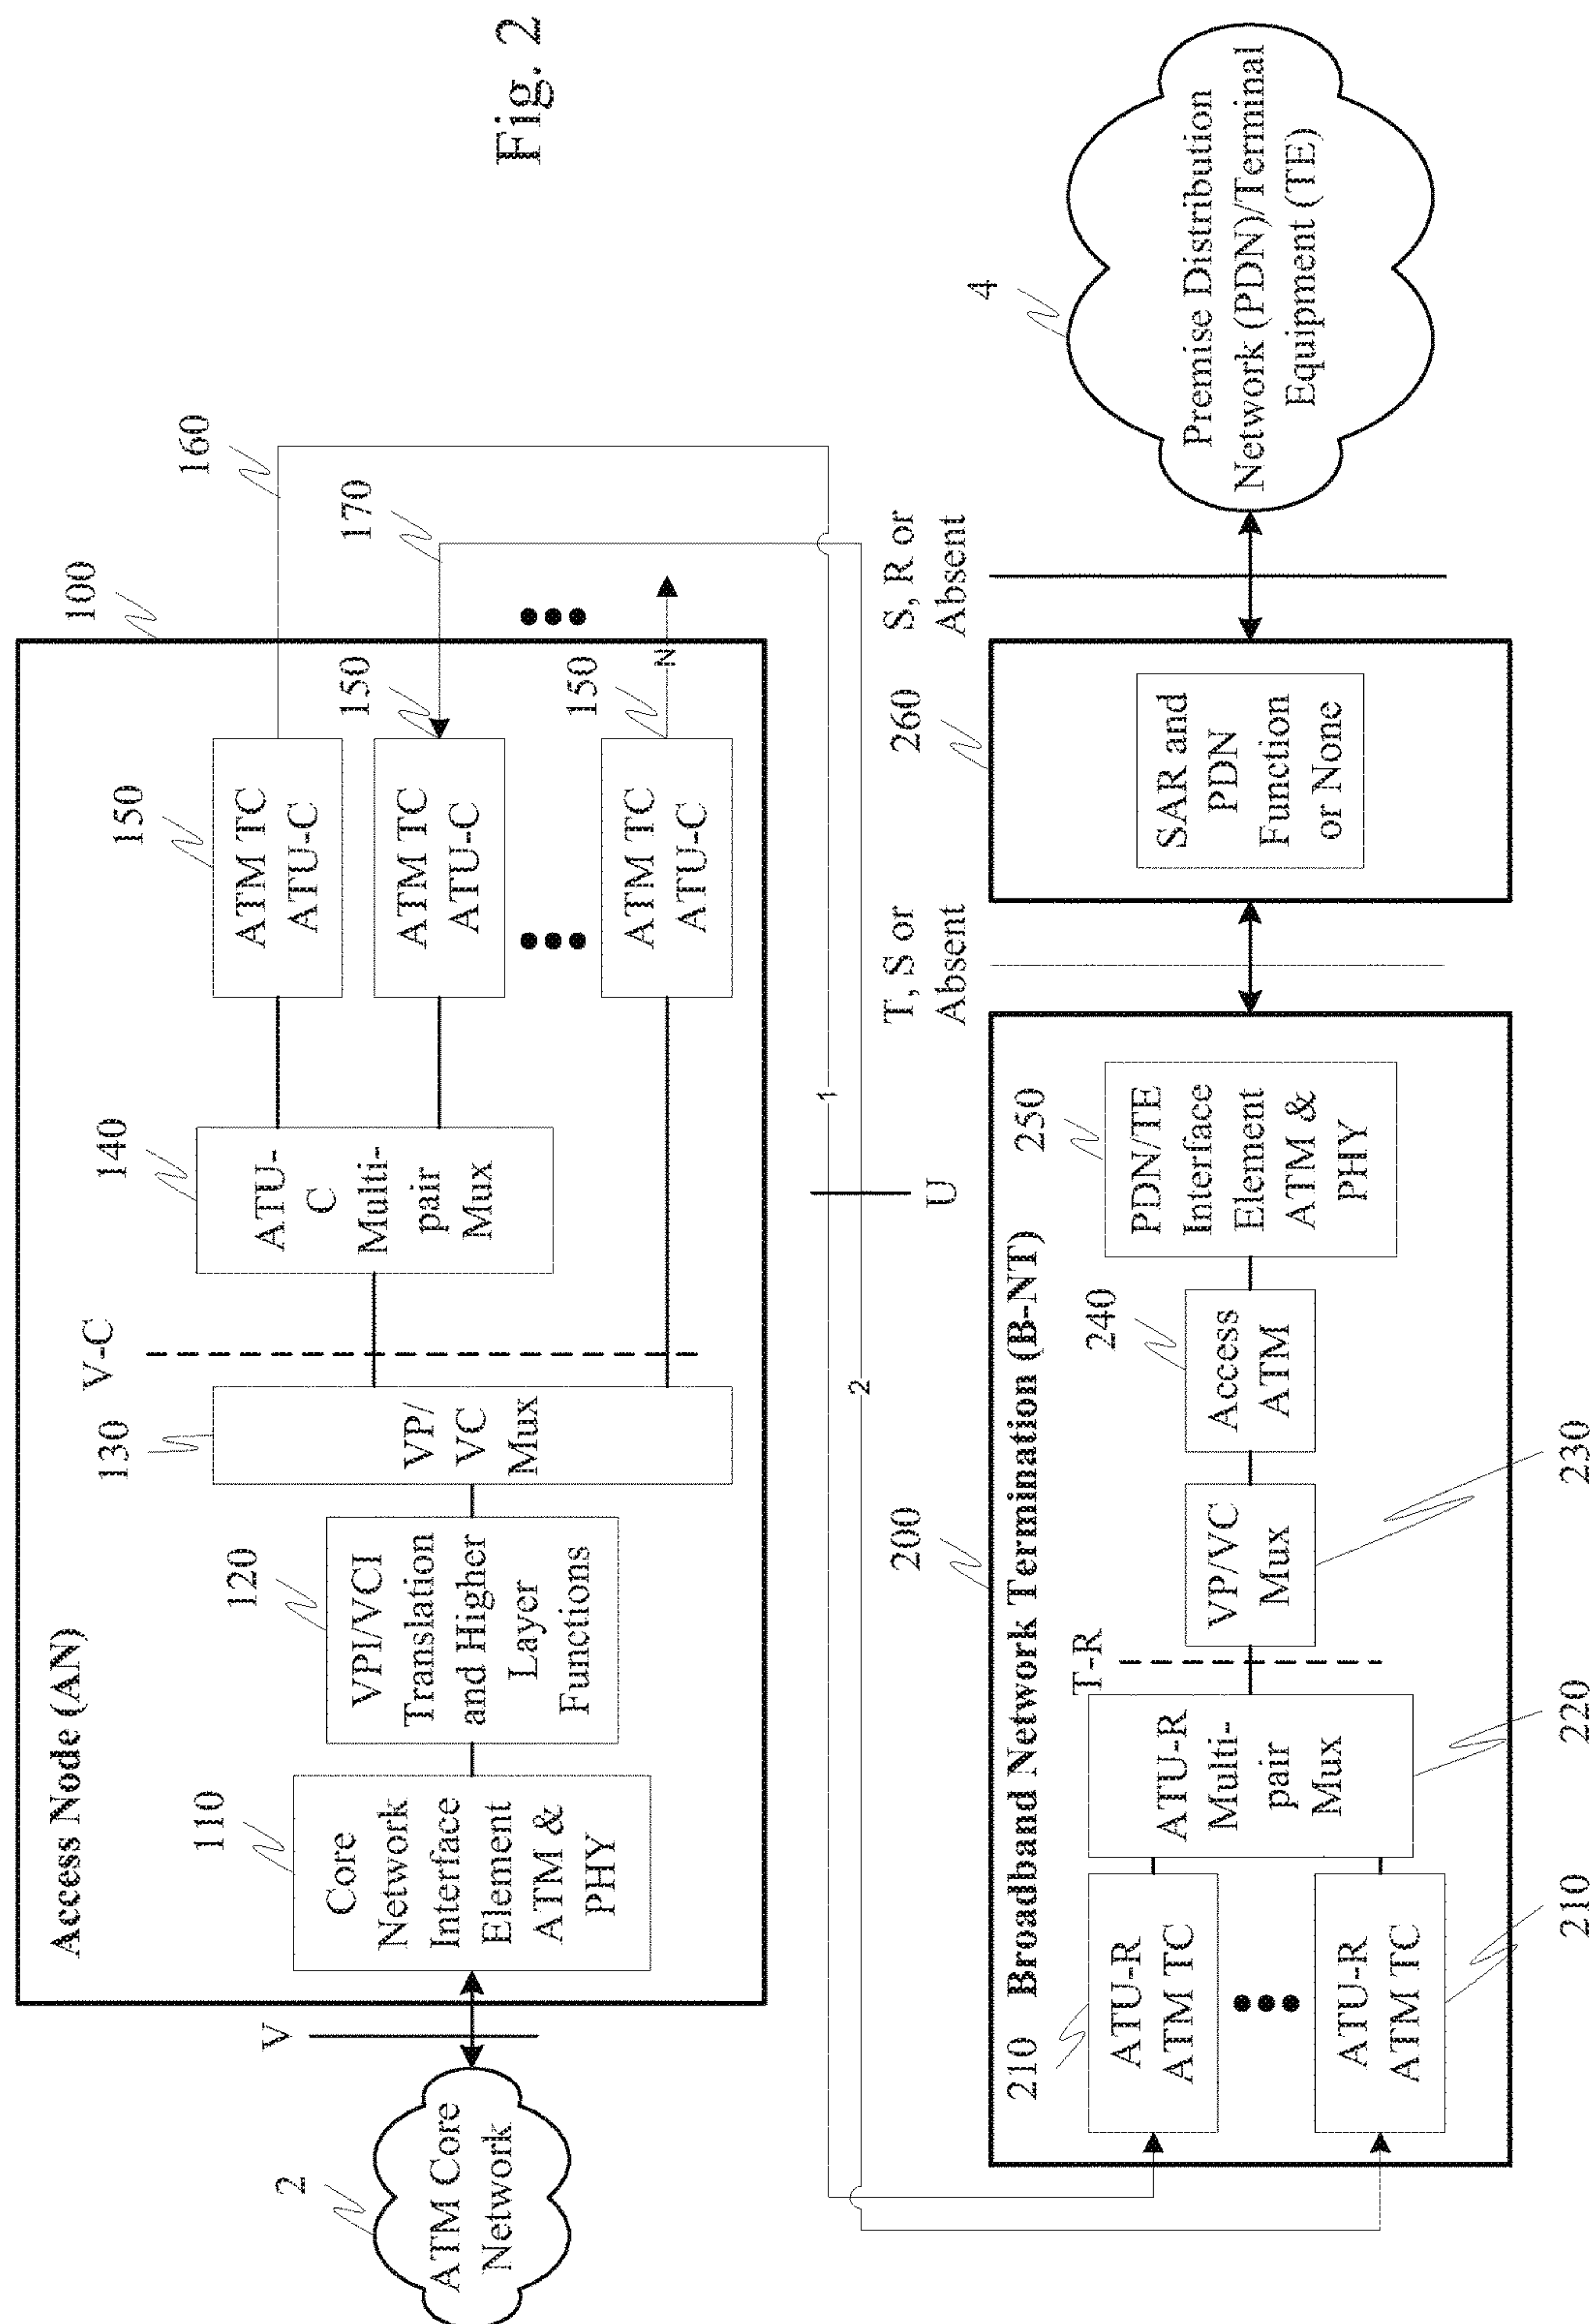 Fig. 2
Access Node (AN)
100
2
ATM Core
Network
V
110
Core
Network
Interface
Element
ATM &
PHY
120
VPI/VCI
Translation
and Higher
Layer
Functions
130
VP/
VC
Mux
V-C
140
ATU-
C
Multi-
pair
Mux
150
ATM TC
ATU-C
150
ATM TC
ATU-C
150
ATM TC
ATU-C
N
160
170
1
2
U
200
210
Broadband Network Termination (B-NT)
ATU-R
ATM TC
ATU-R
ATM TC
210
ATU-R
Multi-
pair
Mux
220
T-R
VP/VC
Mux
230
240
Access
ATM
250
PDN/TE
Interface
Element
ATM &
PHY
T, S or
Absent
260
SAR and
PDN
Function
or None
S, R or
Absent
4
Premise Distribution
Network (PDN)/Terminal
Equipment (TE)